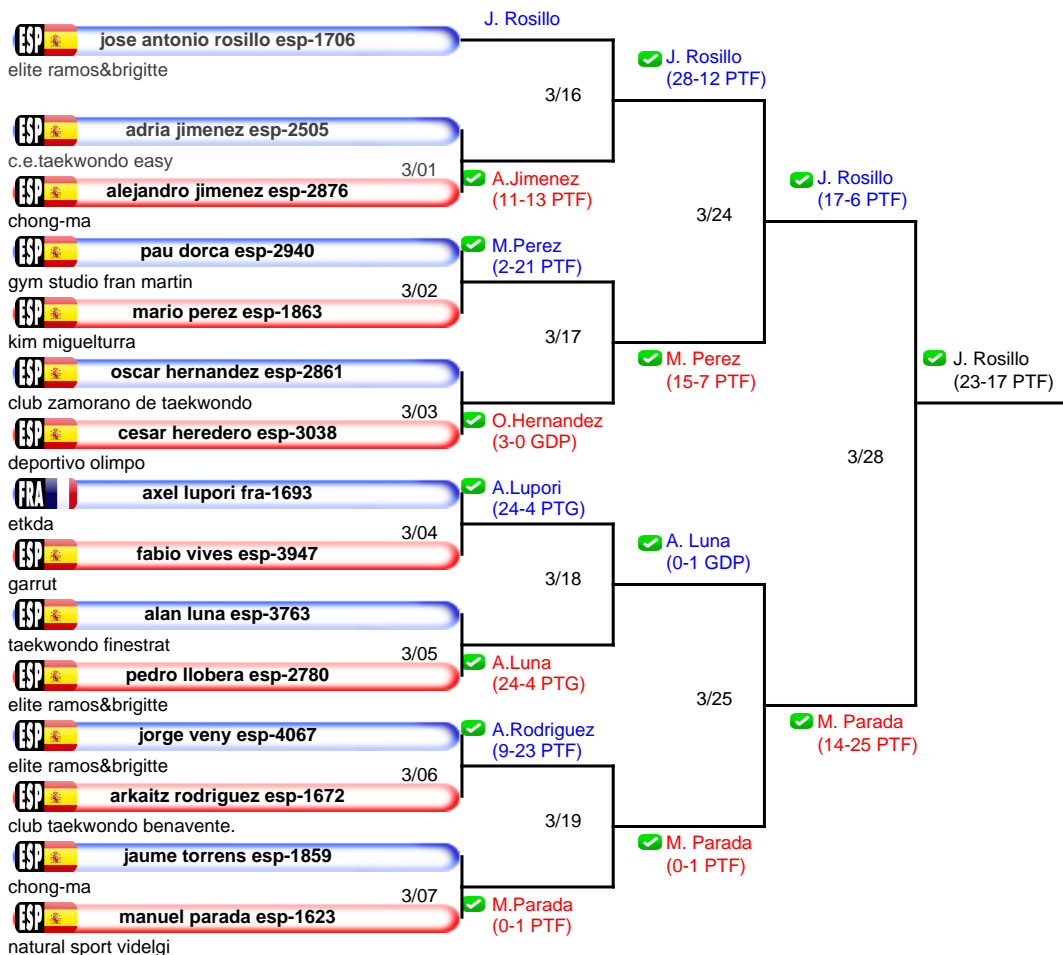 J. Rosillo
ESP jose antonio rosillo esp-1706
elite ramos&brigitte
J. Rosillo
(28-12 PTF)
3/16
ESP adria jimenez esp-2505
c.e.taekwondo easy
3/01
ESP alejandro jimenez esp-2876
chong-ma
A.Jimenez
(11-13 PTF)
J. Rosillo
(17-6 PTF)
3/24
ESP pau dorca esp-2940
gym studio fran martin
M.Perez
(2-21 PTF)
3/02
ESP mario perez esp-1863
kim miguelturra
3/17
M. Perez
(15-7 PTF)
J. Rosillo
(23-17 PTF)
ESP oscar hernandez esp-2861
club zamorano de taekwondo
3/03
ESP cesar heredero esp-3038
deportivo olimpo
O.Hernandez
(3-0 GDP)
3/28
FRA axel lupori fra-1693
etkda
A.Lupori
(24-4 PTG)
3/04
ESP fabio vives esp-3947
garrut
A. Luna
(0-1 GDP)
3/18
ESP alan luna esp-3763
taekwondo finestrat
3/05
ESP pedro llobera esp-2780
elite ramos&brigitte
A.Luna
(24-4 PTG)
3/25
M. Parada
(14-25 PTF)
ESP jorge veny esp-4067
elite ramos&brigitte
A.Rodriguez
(9-23 PTF)
3/06
ESP arkaitz rodriguez esp-1672
club taekwondo benavente.
3/19
M. Parada
(0-1 PTF)
ESP jaume torrens esp-1859
chong-ma
3/07
ESP manuel parada esp-1623
natural sport videlgi
M.Parada
(0-1 PTF)